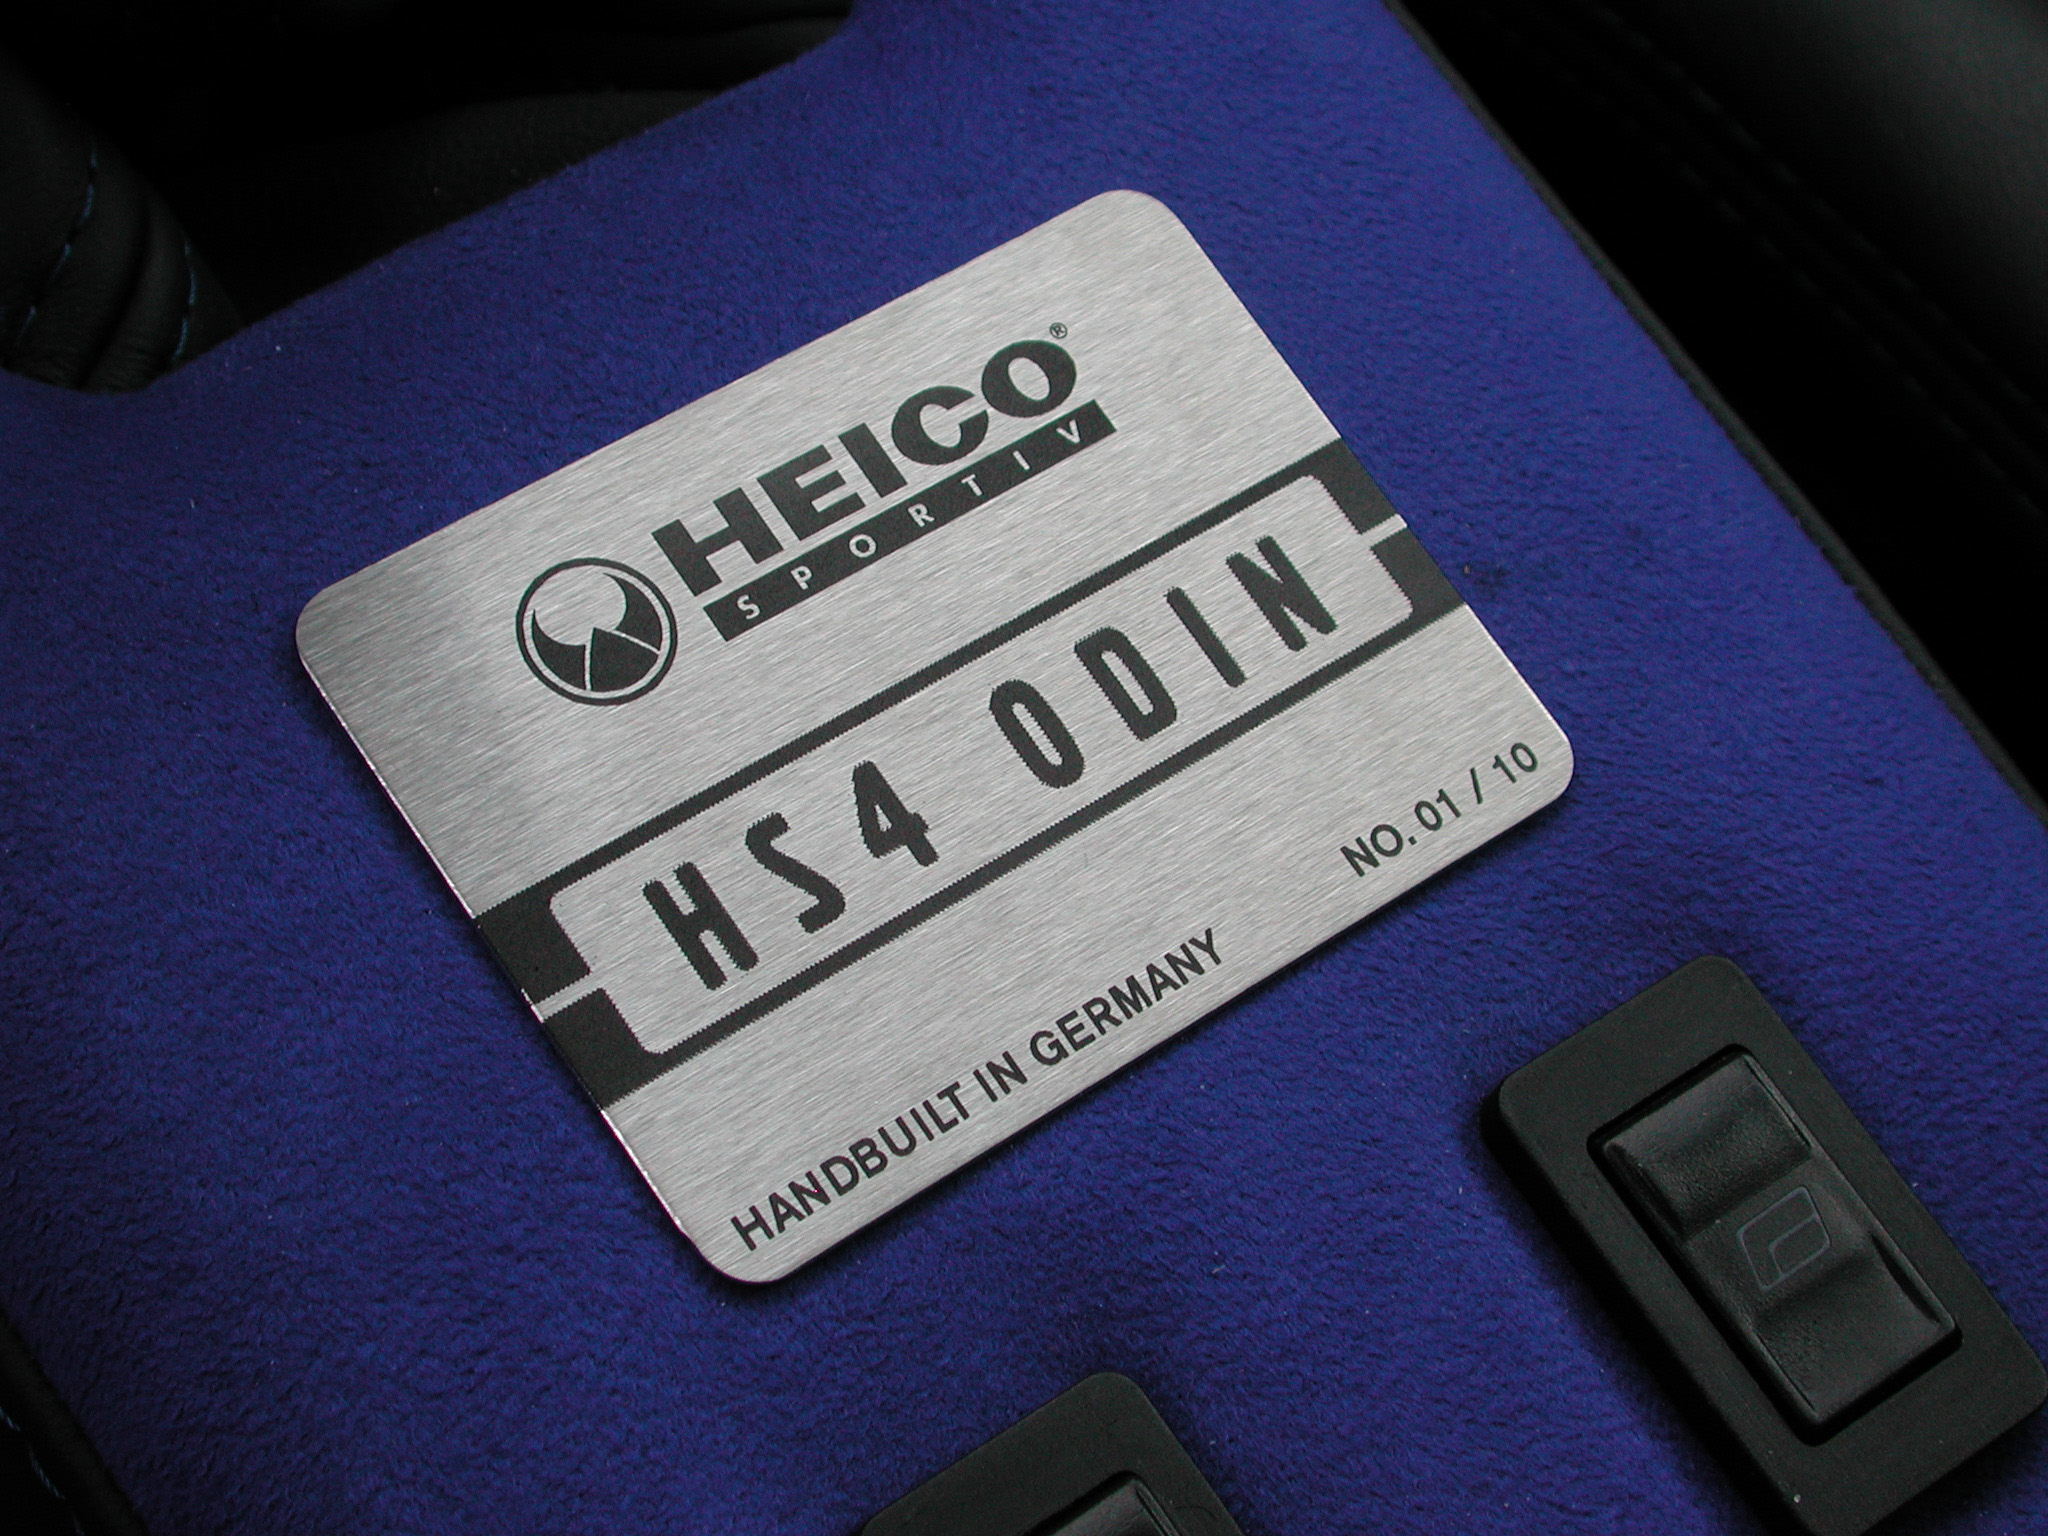 HEICO®
SPORTIV
HS4 ODIN
NO. 01 / 10
HANDBUILT IN GERMANY